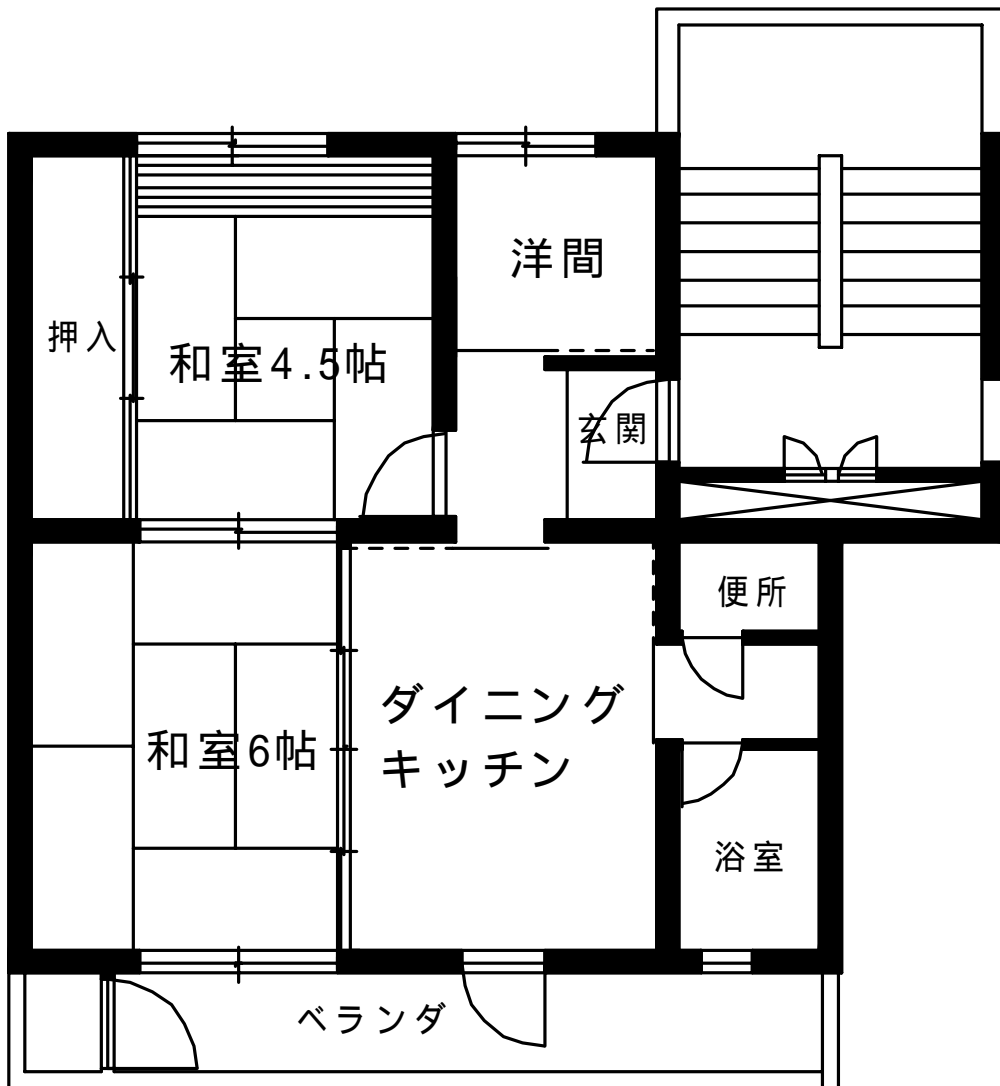 洋間
押入
和室4.5帖
玄関
便所
ダイニング
キッチン
和室6帖
浴室
ベランダ